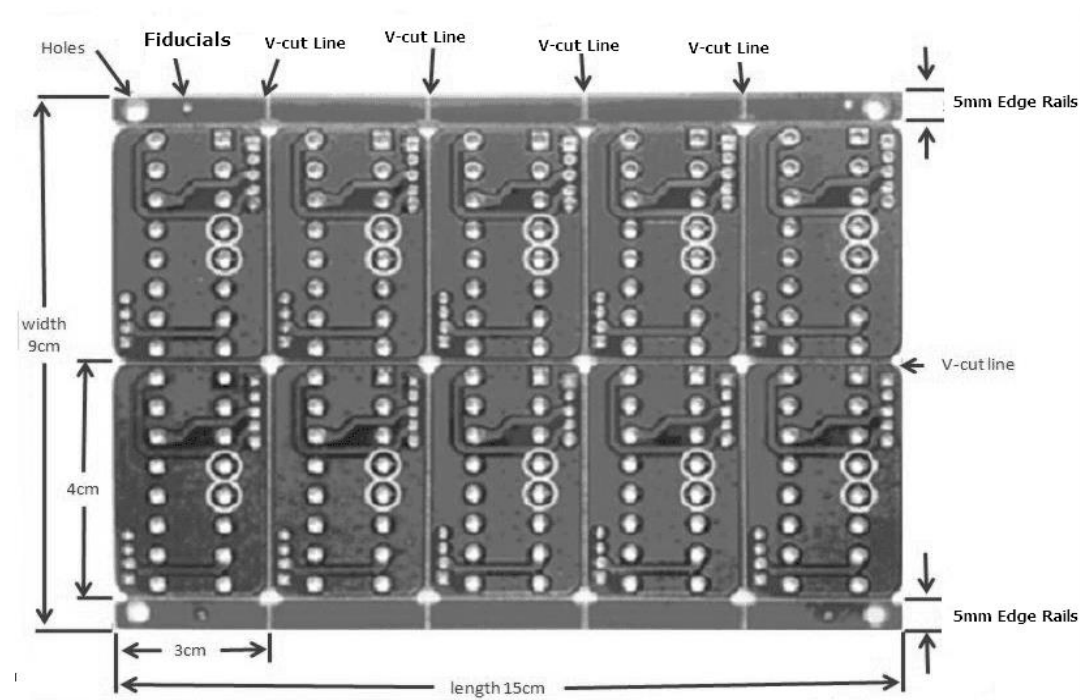 Holes
Fiducials
V-cut Line
V-cut Line
V-cut Line
V-cut Line
5mm Edge Rails
width
9cm
V-cut line
4cm
5mm Edge Rails
3cm
length 15cm